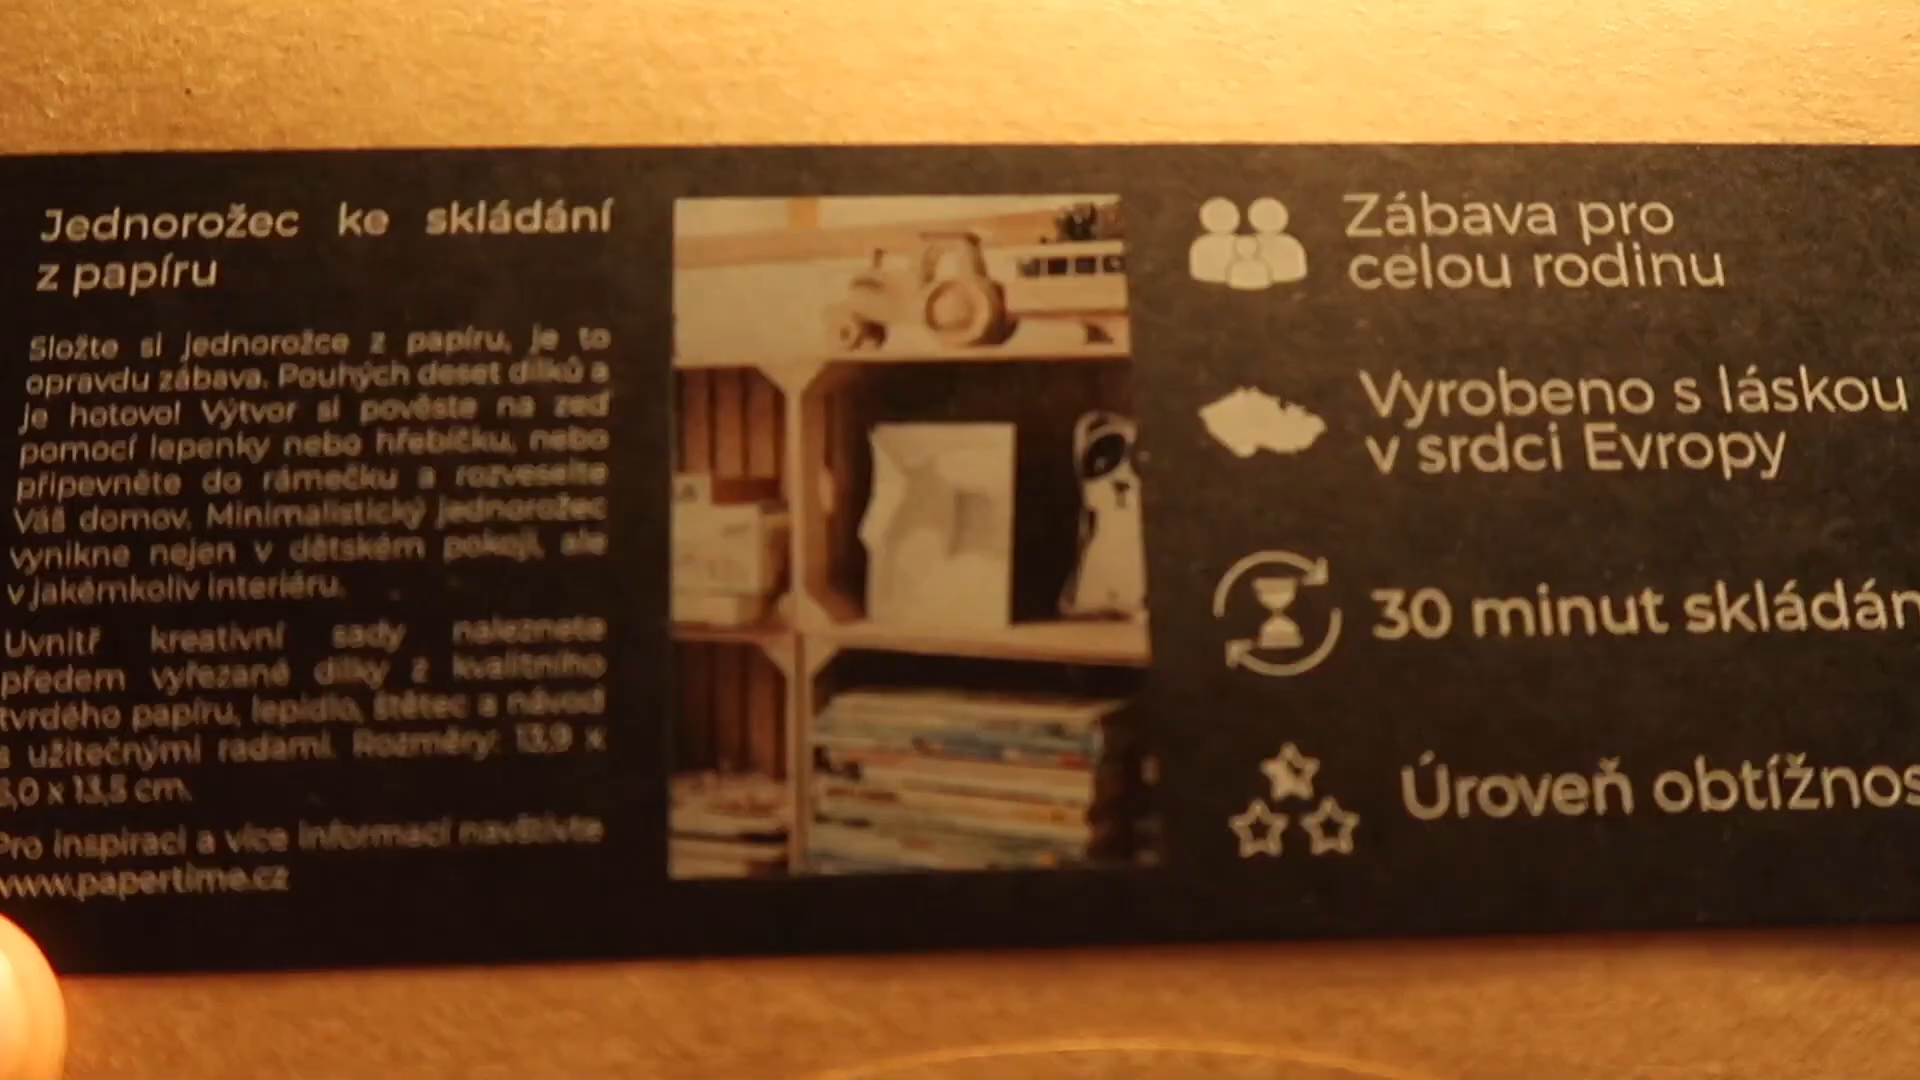 Jednorožec ke skládání
z papíru
Složte si jednorožce z papíru, je to
opravdu zábava. Pouhých deset dílků a
je hotovo! Výtvor si pověste na zeď
pomocí lepenky nebo hřebíčku, nebo
připevněte do rámečku a rozveselte
Váš domov. Minimalistický jednorožec
vynikne nejen v dětském pokoji, ale
v jakémkoliv interiéru.
Uvnitř kreativní sady naleznete
předem vyřezané dílky z kvalitního
tvrdého papíru, lepidlo, štětec a návod
s užitečnými radami. Rozměry: 13,9 x
,0 x 13,5 cm.
Pro inspiraci a více informací navštivte
www.papertime.cz
Zábava pro
celou rodinu
Vyrobeno s láskou
v srdci Evropy
30 minut skládán
Úroveň obtížnos